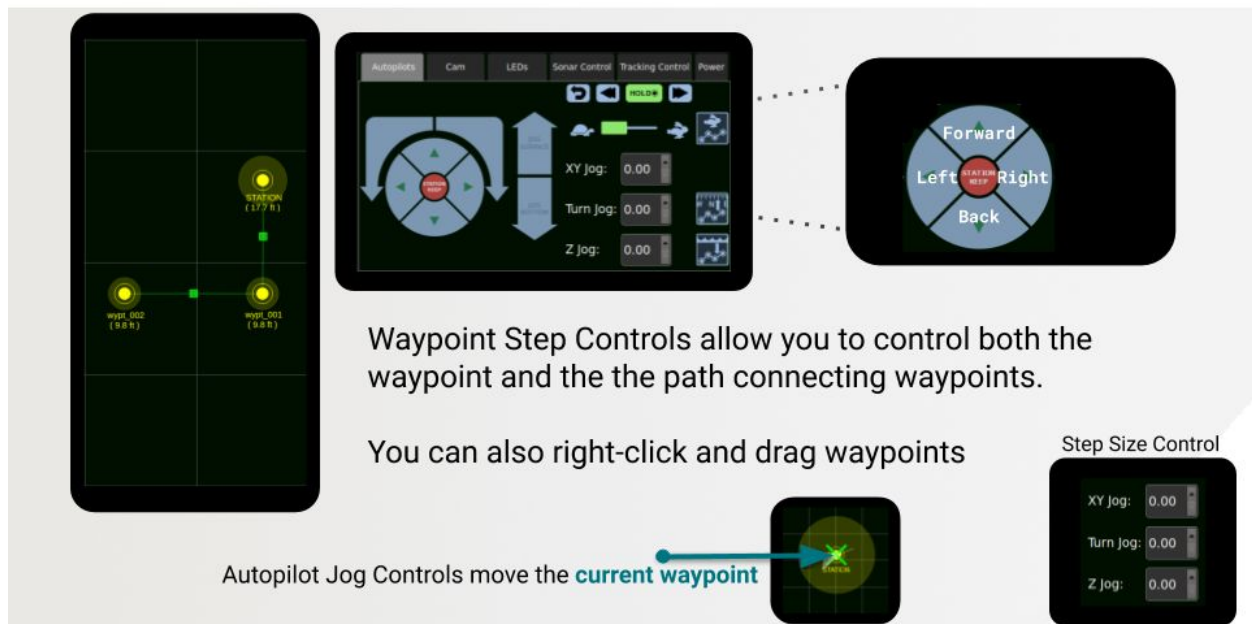 Autopilots Cam LEDs Sonar Control Tracking Control Power
HOLD
STATION
KEEP
XY Jog: 0.00
Turn Jog: 0.00
Z Jog: 0.00
Forward
Left STATION KEEP Right
Back
STATION
( 17.7 ft )
wypt_002
( 9.8 ft )
wypt_001
( 9.8 ft )
Waypoint Step Controls allow you to control both the
waypoint and the the path connecting waypoints.
You can also right-click and drag waypoints
Step Size Control
XY Jog: 0.00
Turn Jog: 0.00
Z Jog: 0.00
Autopilot Jog Controls move the current waypoint
STATION